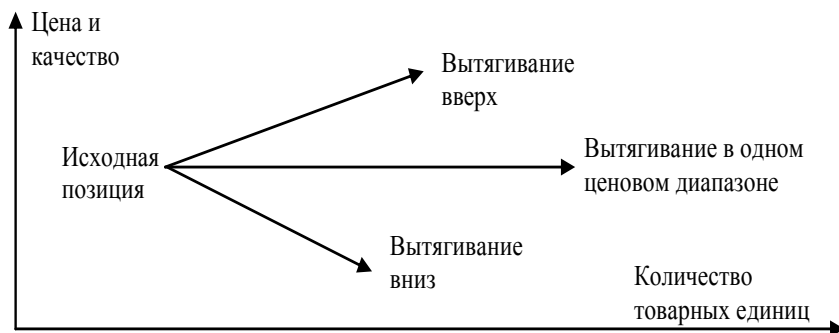 Цена и
качество
Вытягивание
вверх
Исходная
позиция
Вытягивание в одном
ценовом диапазоне
Вытягивание
вниз
Количество
товарных единиц